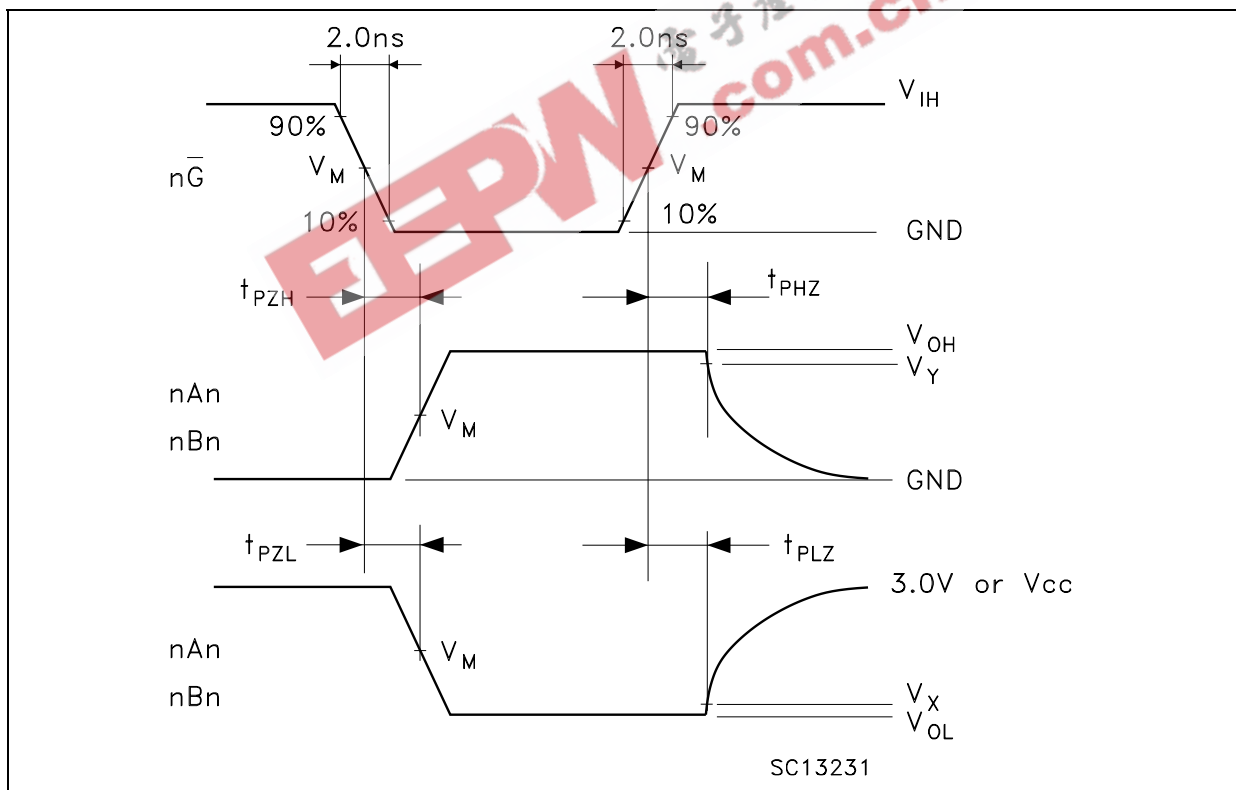 2.0ns 2.0ns
V_IH
90% 90%
nG̅ V_M V_M
10% 10%
GND
t_PZH t_PHZ
V_OH
V_Y
nAn
V_M
nBn
GND
t_PZL t_PLZ
3.0V or Vcc
nAn
V_M
nBn
V_X
V_OL
SC13231
EEPW
.com.cn